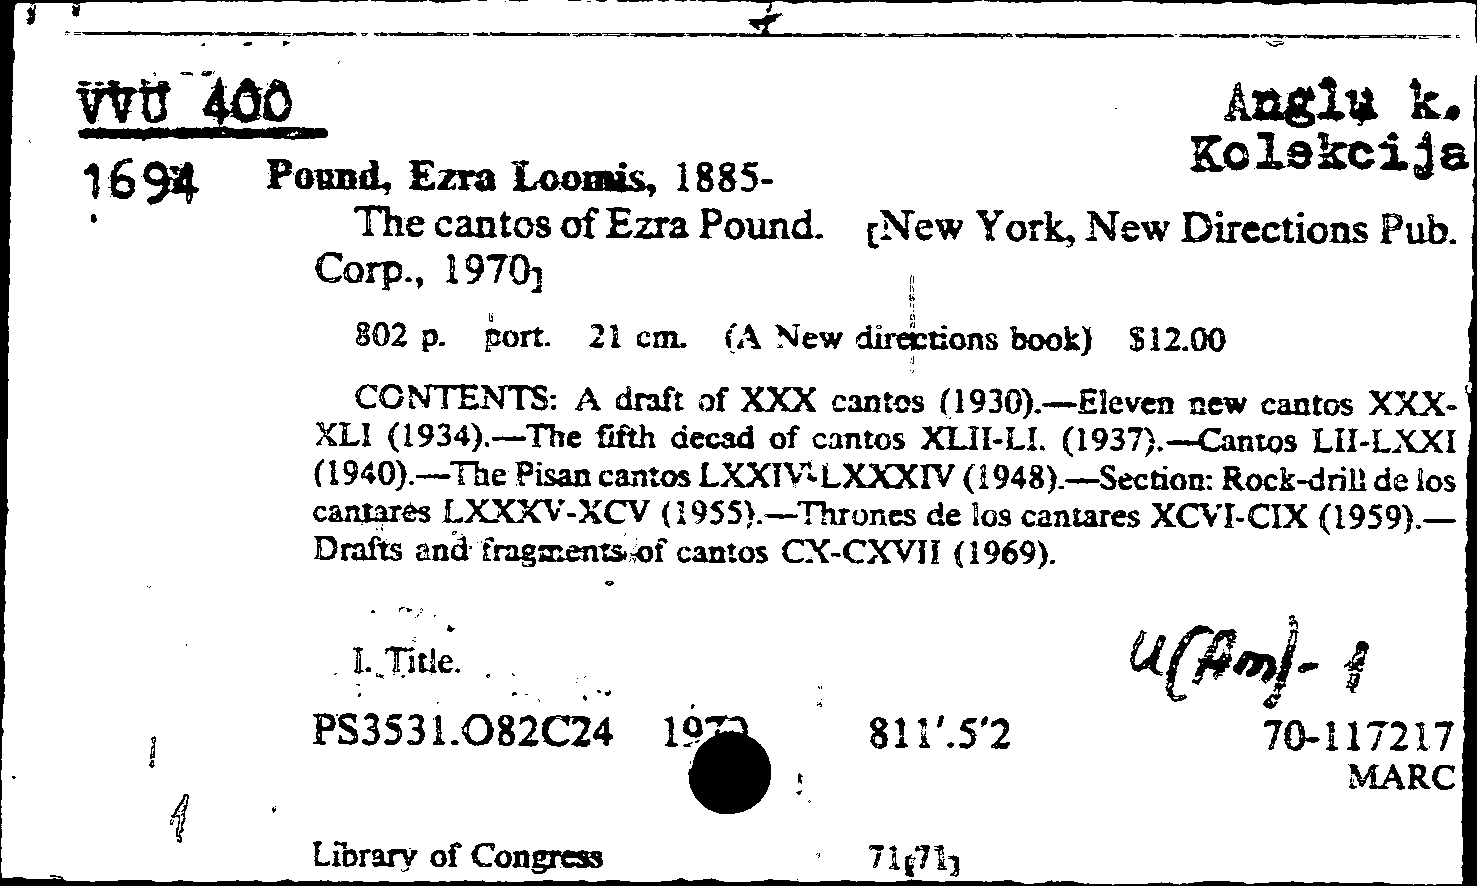 VVU 400
Anglų k.
Kolekcija
1694
Pound, Ezra Loomis, 1885-
The cantos of Ezra Pound. [New York, New Directions Pub.
Corp., 1970]
802 p. port. 21 cm. (A New directions book) $12.00
CONTENTS: A draft of XXX cantos (1930).—Eleven new cantos XXX-
XLI (1934).—The fifth decad of cantos XLII-LI. (1937).—Cantos LII-LXXI
(1940).—The Pisan cantos LXXIV-LXXXIV (1948).—Section: Rock-drill de los
cantares LXXXV-XCV (1955).—Thrones de los cantares XCVI-CIX (1959).—
Drafts and fragments of cantos CX-CXVII (1969).
I. Title.
U(Am)- 1
PS3531.O82C24 811'.5'2 70-117217
MARC
Library of Congress 71[71]